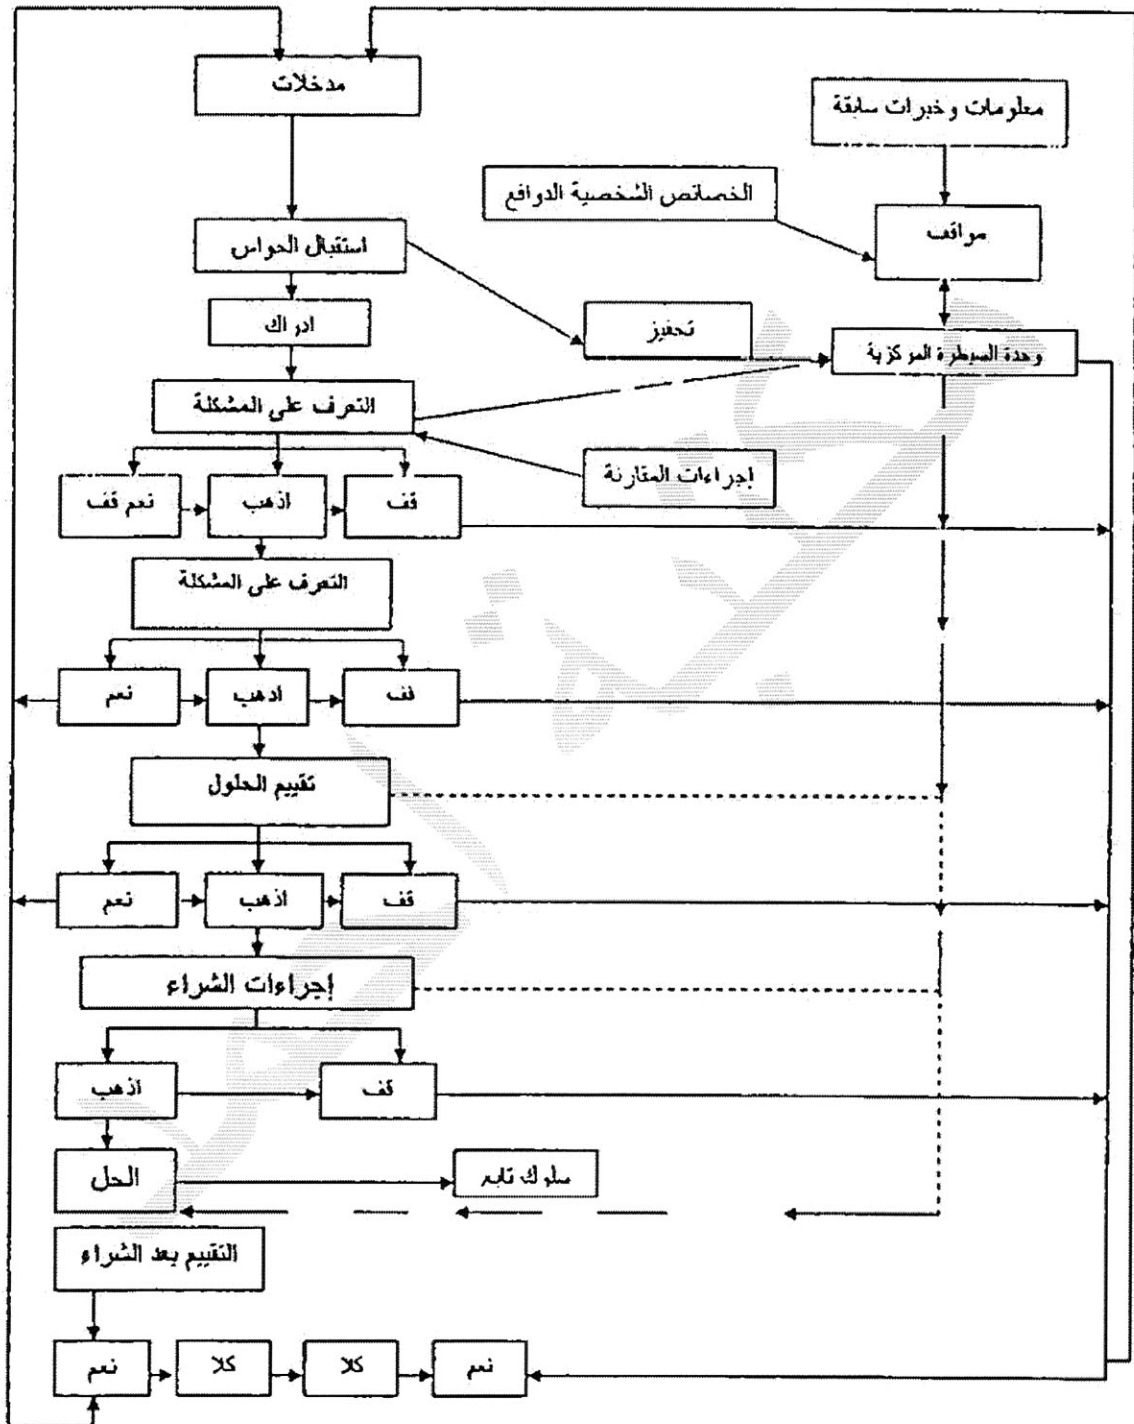 مدخلات
معلومات وخبرات سابقة
الخصائص الشخصية الدوافع
مواقف
استقبال الحواس
ادراك
تحفيز
وحدة السيطرة المركزية
التعرف على المشكلة
إجراءات المقارنة
قف
اذهب
نعم قف
التعرف على المشكلة
قف
اذهب
نعم
تقييم الحلول
قف
اذهب
نعم
إجراءات الشراء
قف
اذهب
الحل
سلوك تابع
التقييم بعد الشراء
نعم
كلا
كلا
نعم